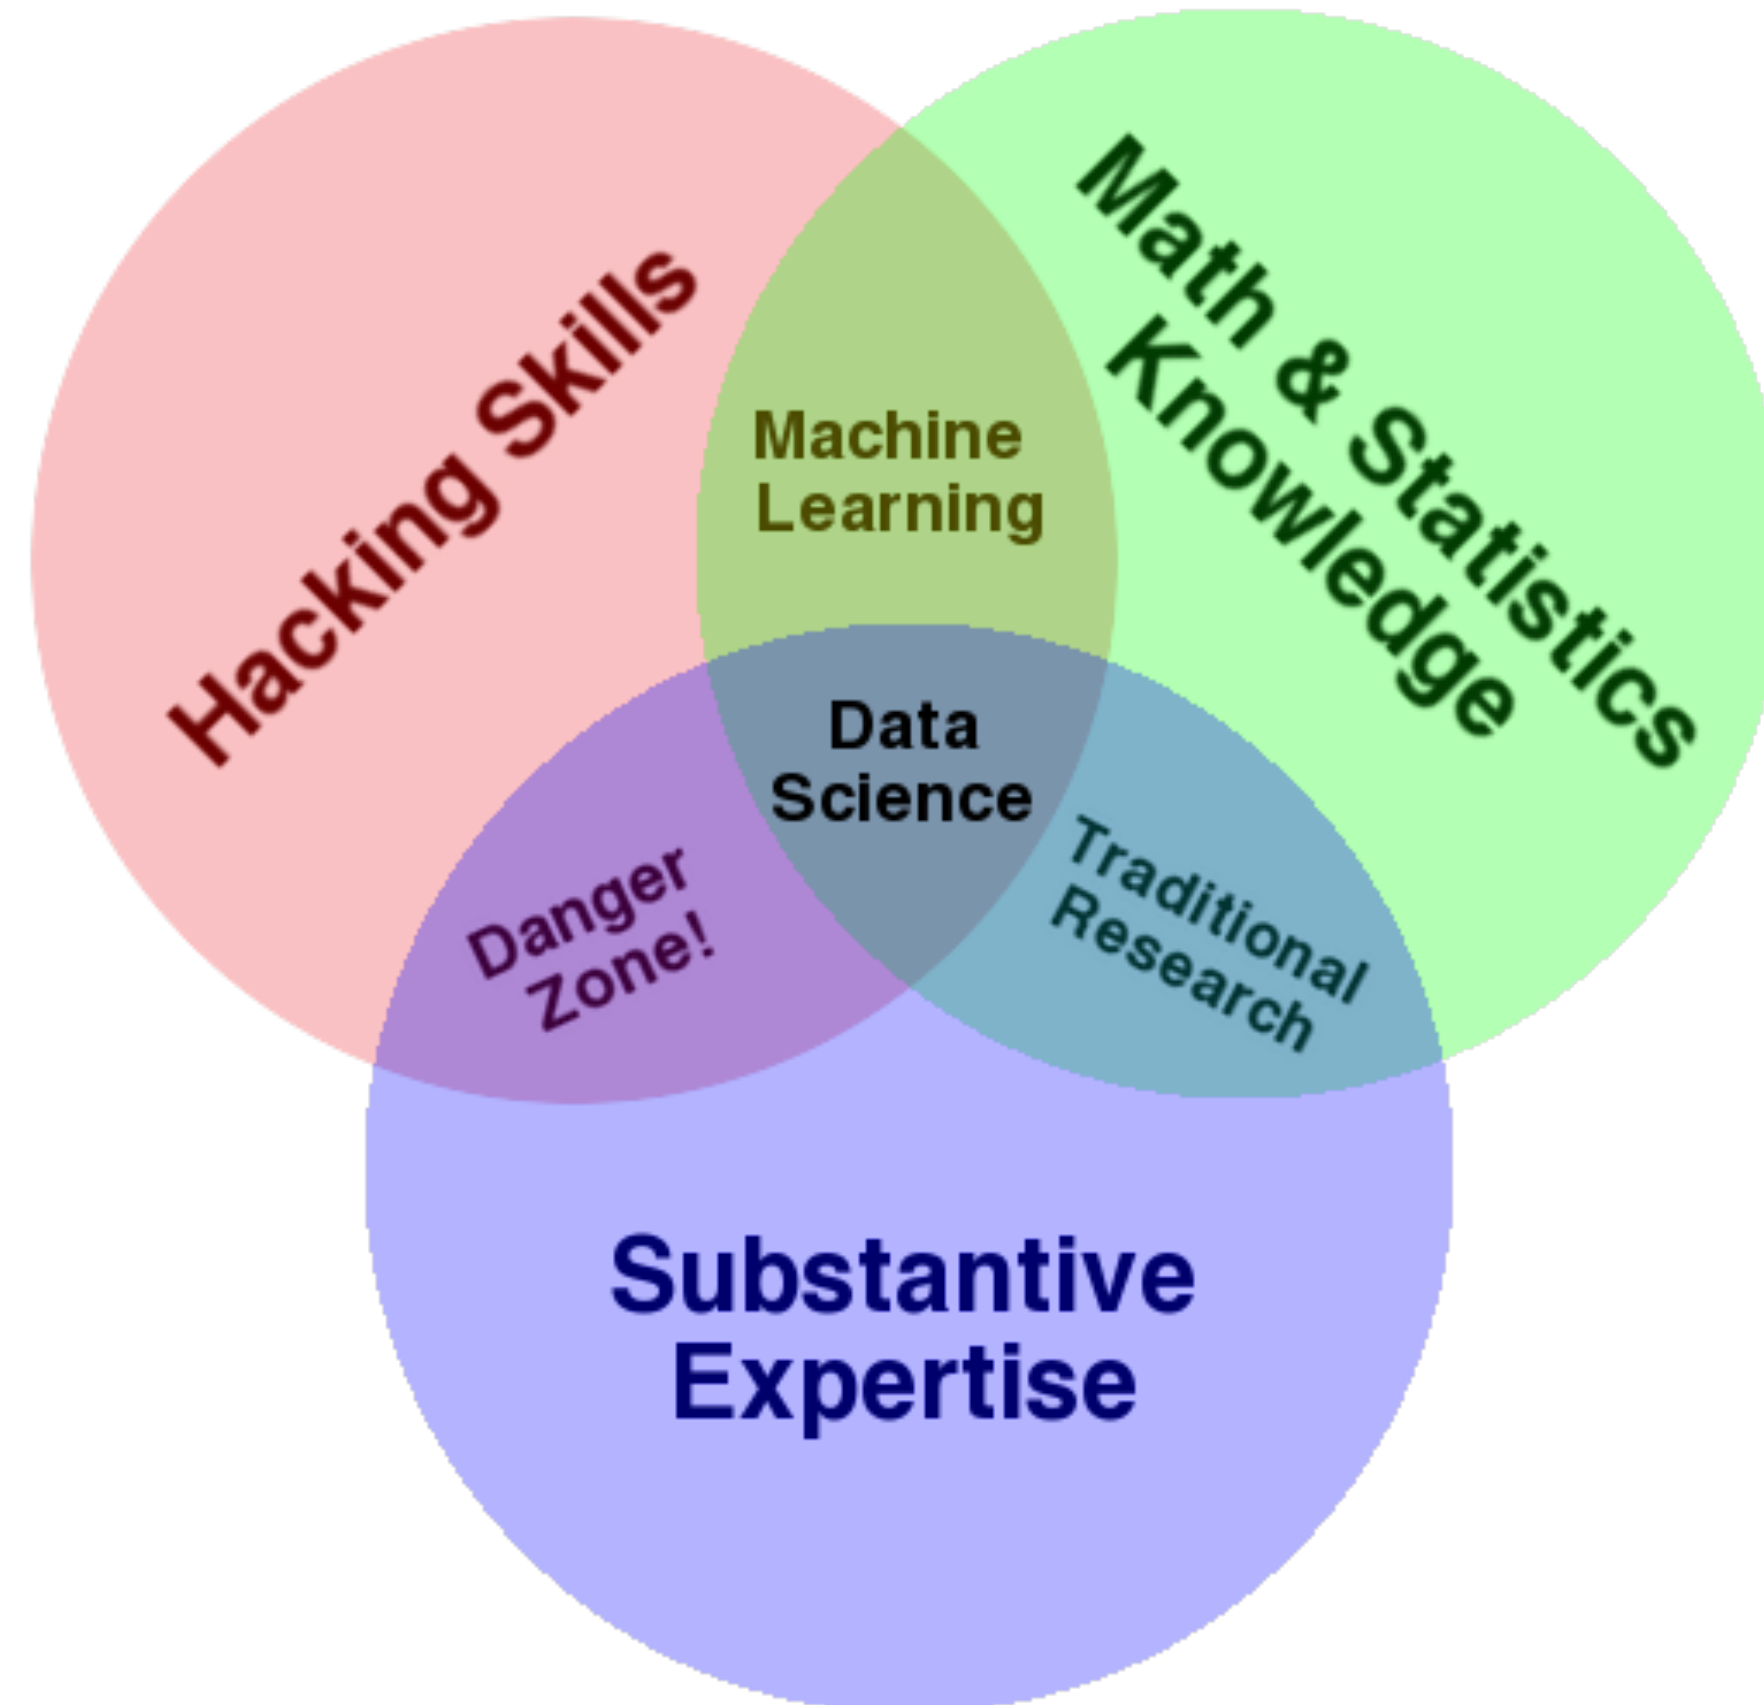 Hacking Skills
Math & Statistics
Knowledge
Machine
Learning
Data
Science
Danger
Zone!
Traditional
Research
Substantive
Expertise